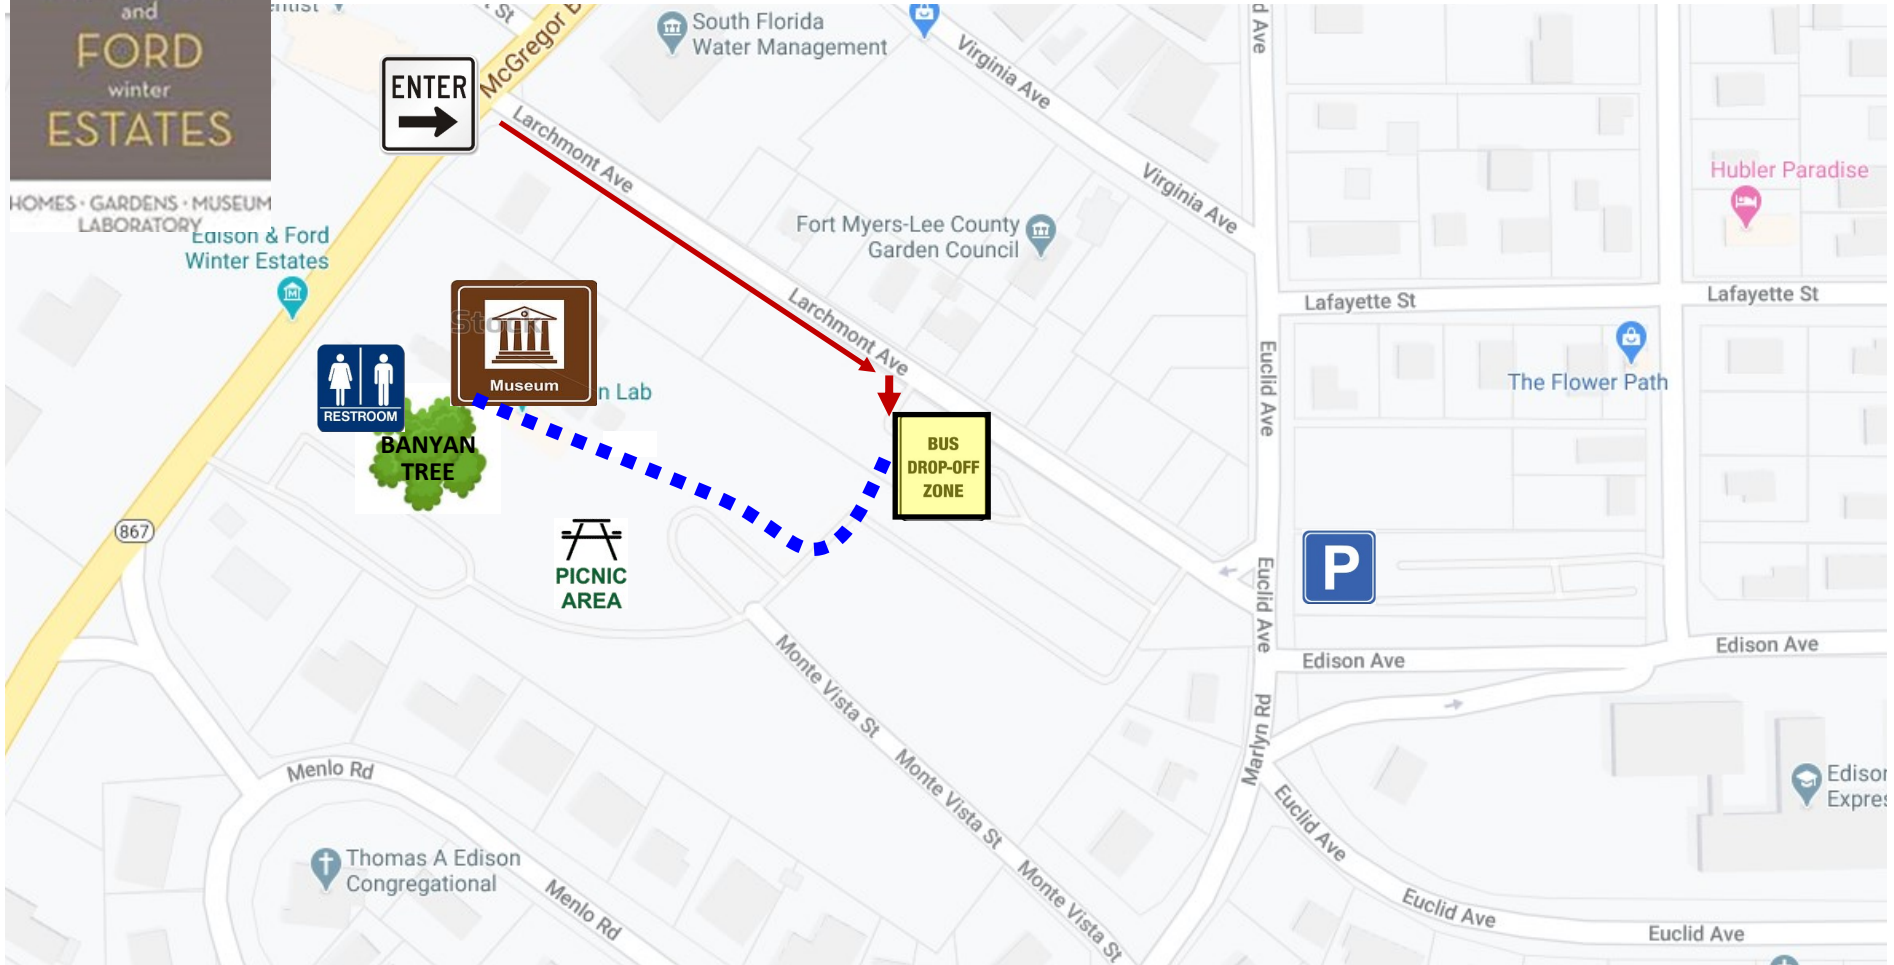 and
FORD
winter
ESTATES
HOMES · GARDENS · MUSEUM
LABORATORY
St
McGregor B
ENTER
South Florida
Water Management
Virginia Ave
Virginia Ave
Ave
Larchmont Ave
Larchmont Ave
Fort Myers-Lee County
Garden Council
Hubler Paradise
Edison & Ford
Winter Estates
Lafayette St
Lafayette St
Museum
RESTROOM
Lab
The Flower Path
Euclid Ave
BANYAN
TREE
BUS
DROP-OFF
ZONE
867
PICNIC
AREA
P
Euclid Ave
Edison Ave
Edison Ave
Monte Vista St
Marlyn Rd
Menlo Rd
Monte Vista St
Euclid Ave
Thomas A Edison
Congregational
Menlo Rd
Monte Vista St
Euclid Ave
Euclid Ave